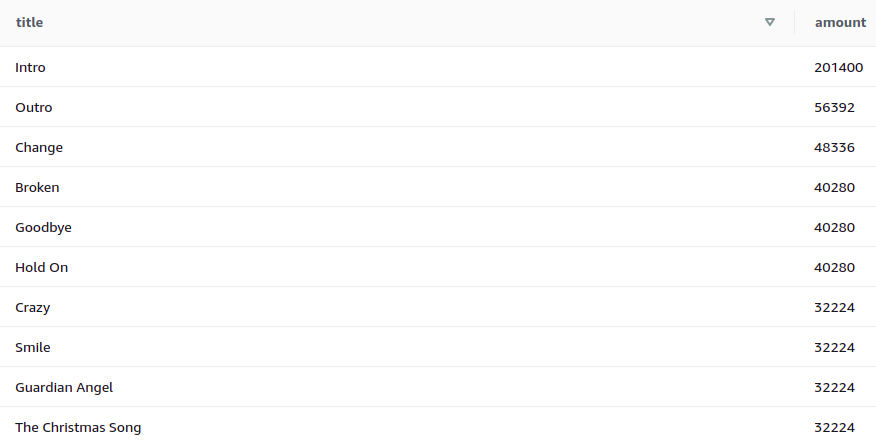 title amount
Intro 201400
Outro 56392
Change 48336
Broken 40280
Goodbye 40280
Hold On 40280
Crazy 32224
Smile 32224
Guardian Angel 32224
The Christmas Song 32224